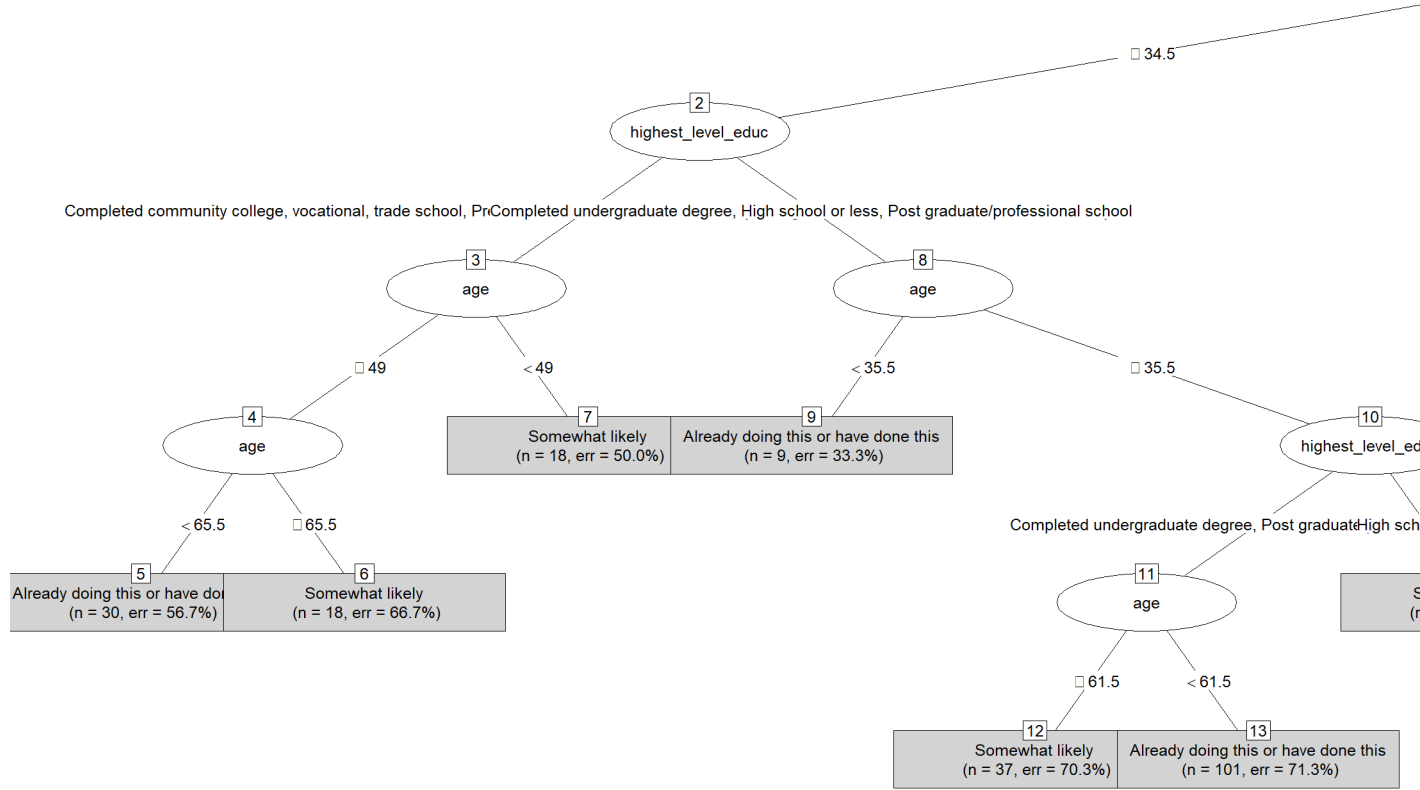 □ 34.5
2
highest_level_educ
Completed community college, vocational, trade school, Pr
Completed undergraduate degree, High school or less, Post graduate/professional school
3
age
8
age
□ 49
< 49
< 35.5
□ 35.5
4
age
7
Somewhat likely
(n = 18, err = 50.0%)
9
Already doing this or have done this
(n = 9, err = 33.3%)
10
highest_level_ed
< 65.5
□ 65.5
Completed undergraduate degree, Post graduate
High sch
5
Already doing this or have do
(n = 30, err = 56.7%)
6
Somewhat likely
(n = 18, err = 66.7%)
11
age
S
(n
□ 61.5
< 61.5
12
Somewhat likely
(n = 37, err = 70.3%)
13
Already doing this or have done this
(n = 101, err = 71.3%)